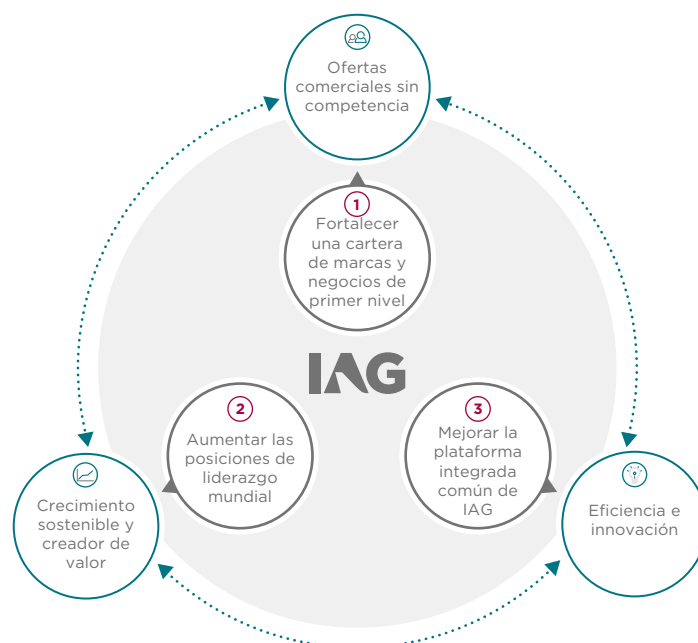 Ofertas
comerciales sin
competencia
1
Fortalecer
una cartera
de marcas y
negocios de
primer nivel
IAG
2
Aumentar las
posiciones de
liderazgo
mundial
3
Mejorar la
plataforma
integrada
común de
IAG
Crecimiento
sostenible y
creador de
valor
Eficiencia e
innovación